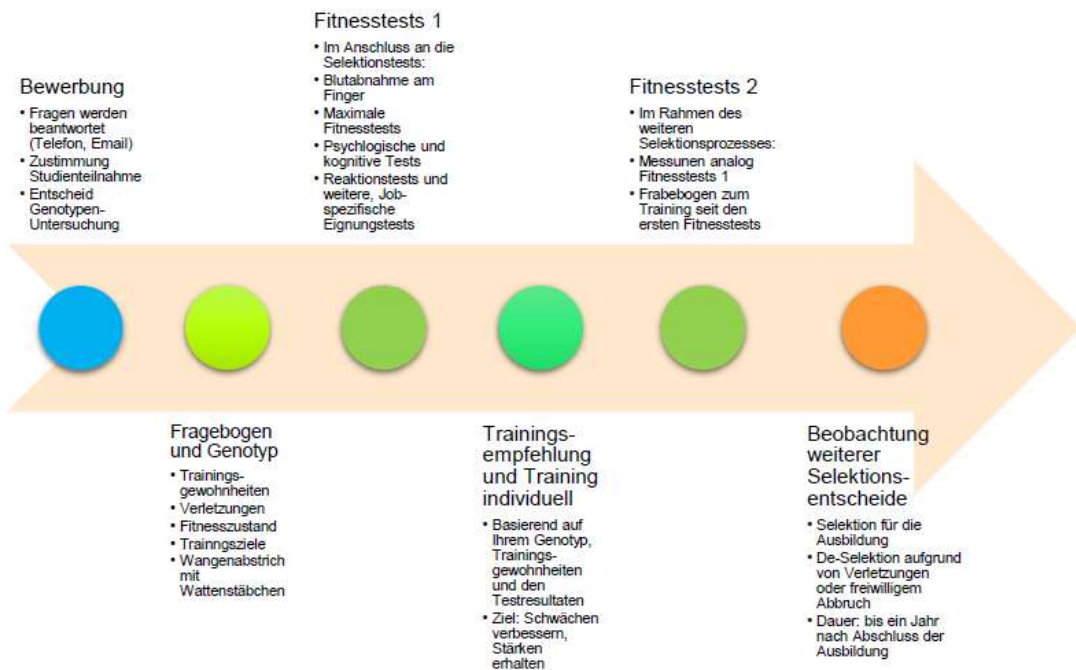 Bewerbung
• Fragen werden
beantwortet
(Telefon, Email)
• Zustimmung
Studienteilnahme
• Entscheid
Genotypen-
Untersuchung
Fragebogen
und Genotyp
• Trainings-
gewohnheiten
• Verletzungen
• Fitnesszustand
• Trainngsziele
• Wangenabstrich
mit
Wattenstäbchen
Fitnesstests 1
• Im Anschluss an die
Selektionstests:
• Blutabnahme am
Finger
• Maximale
Fitnesstests
• Psychlogische und
kognitive Tests
• Reaktionstests und
weitere, Job-
spezifische
Eignungstests
Trainings-
empfehlung
und Training
individuell
• Basierend auf
Ihrem Genotyp,
Trainings-
gewohnheiten
und den
Testresultaten
• Ziel: Schwächen
verbessern,
Stärken
erhalten
Fitnesstests 2
• Im Rahmen des
weiteren
Selektionsprozesses:
• Messunen analog
Fitnesstests 1
• Frabebogen zum
Training seit den
ersten Fitnesstests
Beobachtung
weiterer
Selektions-
entscheide
• Selektion für die
Ausbildung
• De-Selektion aufgrund
von Verletzungen
oder freiwilligem
Abbruch
• Dauer: bis ein Jahr
nach Abschluss der
Ausbildung